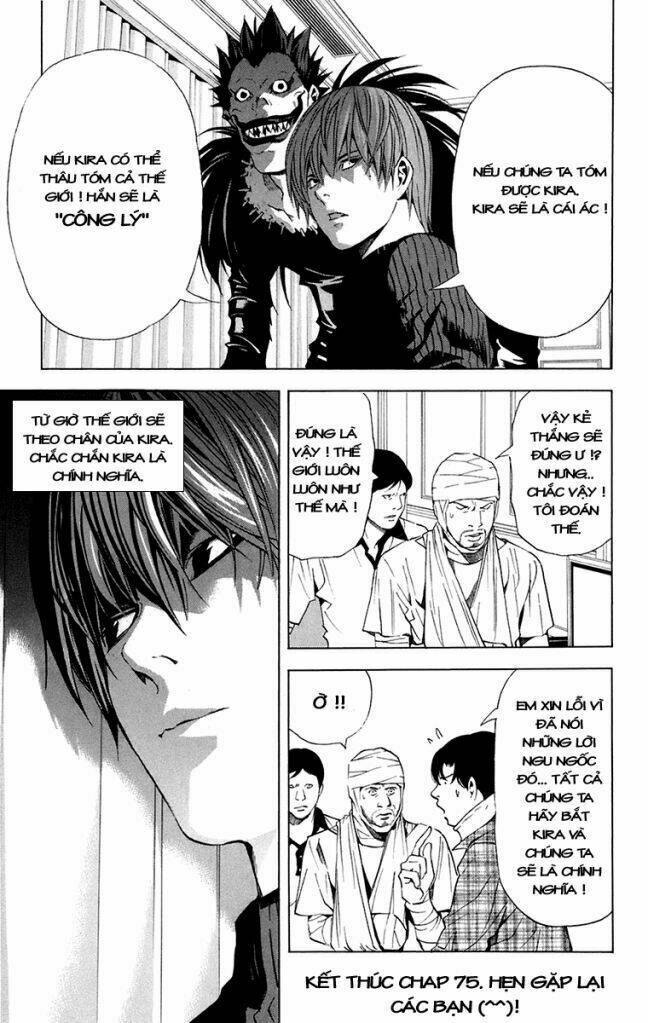 NẾU CHÚNG TA TÓM
ĐƯỢC KIRA.
KIRA SẼ LÀ CÁI ÁC !
NẾU KIRA CÓ THỂ
THÂU TÓM CẢ THẾ
GIỚI ! HẮN SẼ LÀ
"CÔNG LÝ"
VẬY KẺ
THẮNG SẼ
ĐÚNG Ư !?
NHƯNG..
CHẮC VẬY !
TÔI ĐOÁN
THẾ.
ĐÚNG LÀ
VẬY ! THẾ
GIỚI LUÔN
LUÔN NHƯ
THẾ MÀ !
TỪ GIỜ THẾ GIỚI SẼ
THEO CHÂN CỦA KIRA.
CHẮC CHẮN KIRA LÀ
CHÍNH NGHĨA.
EM XIN LỖI VÌ
ĐÃ NÓI
NHỮNG LỜI
NGU NGỐC
ĐÓ... TẤT CẢ
CHÚNG TA
HÃY BẮT
KIRA VÀ
CHÚNG TA
SẼ LÀ CHÍNH
NGHĨA !
Ờ !!
KẾT THÚC CHAP 75. HẸN GẶP LẠI
CÁC BẠN (^^)!